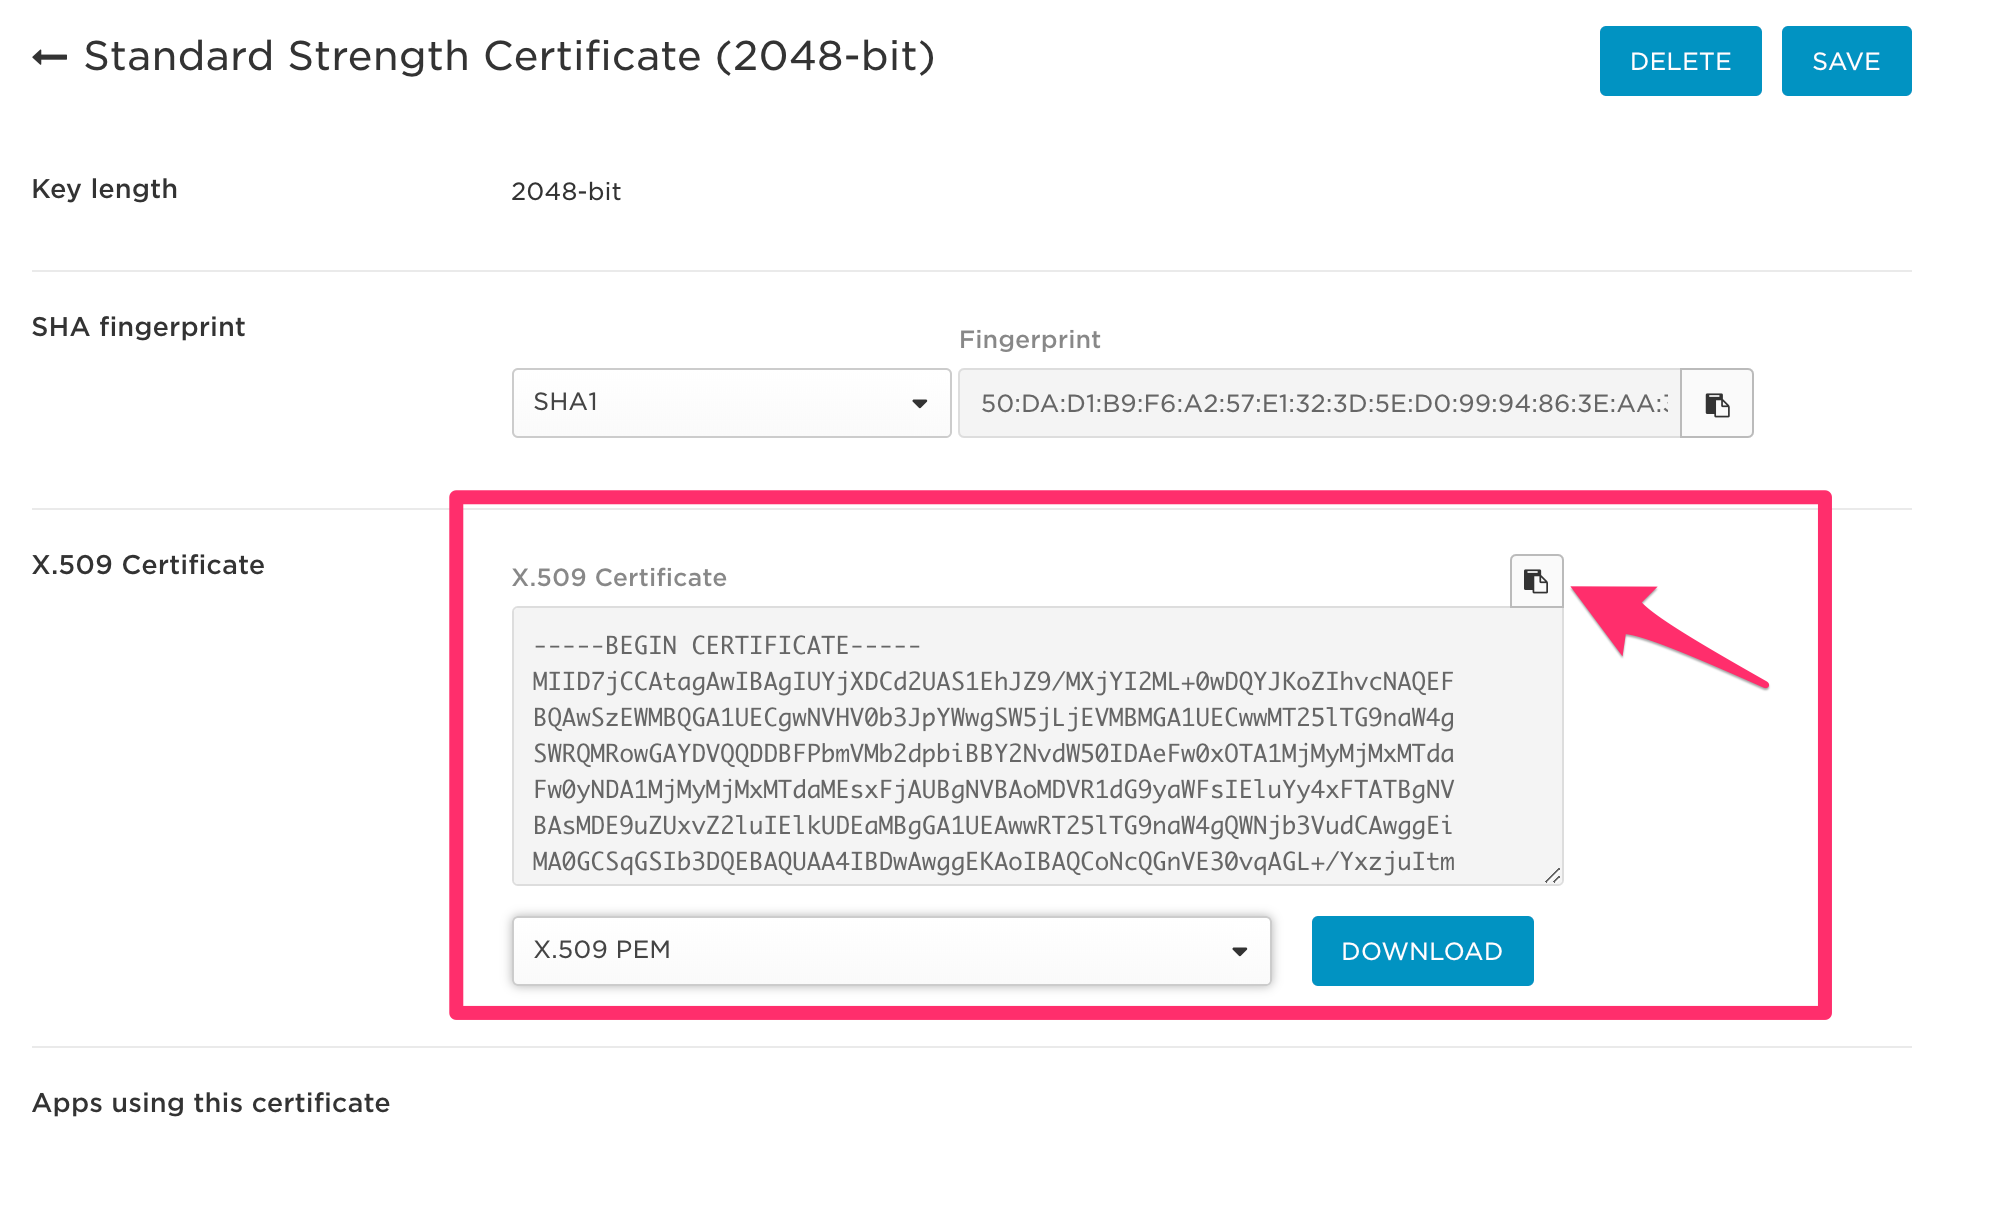 Standard Strength Certificate (2048-bit)
DELETE
SAVE
Key length
2048-bit
SHA fingerprint
Fingerprint
SHA1
50:DA:D1:B9:F6:A2:57:E1:32:3D:5E:D0:99:94:86:3E:AA:
X.509 Certificate
X.509 Certificate
-----BEGIN CERTIFICATE-----
MIID7jCCAtagAwIBAgIUYjXDCd2UAS1EhJZ9/MXjYI2ML+0wDQYJKoZIhvcNAQEF
BQAwSzEWMBQGA1UECgwNVHV0b3JpYWwgSW5jLjEVMBMGA1UECwwMT25lTG9naW4g
SWRQMRowGAYDVQQDDBFPbmVMb2dpbiBBY2NvdW50IDAeFw0xOTA1MjMyMjMxMTda
Fw0yNDA1MjMyMjMxMTdaMEsxFjAUBgNVBAoMDVR1dG9yaWFsIEluYy4xFTATBgNV
BAsMDE9uZUxvZ2luIElkUDEaMBgGA1UEAwwRT25lTG9naW4gQWNjb3VudCAwggEi
MA0GCSqGSIb3DQEBAQUAA4IBDwAwggEKAoIBAQCoNcQGnVE30vqAGL+/YxzjuItm
X.509 PEM
DOWNLOAD
Apps using this certificate